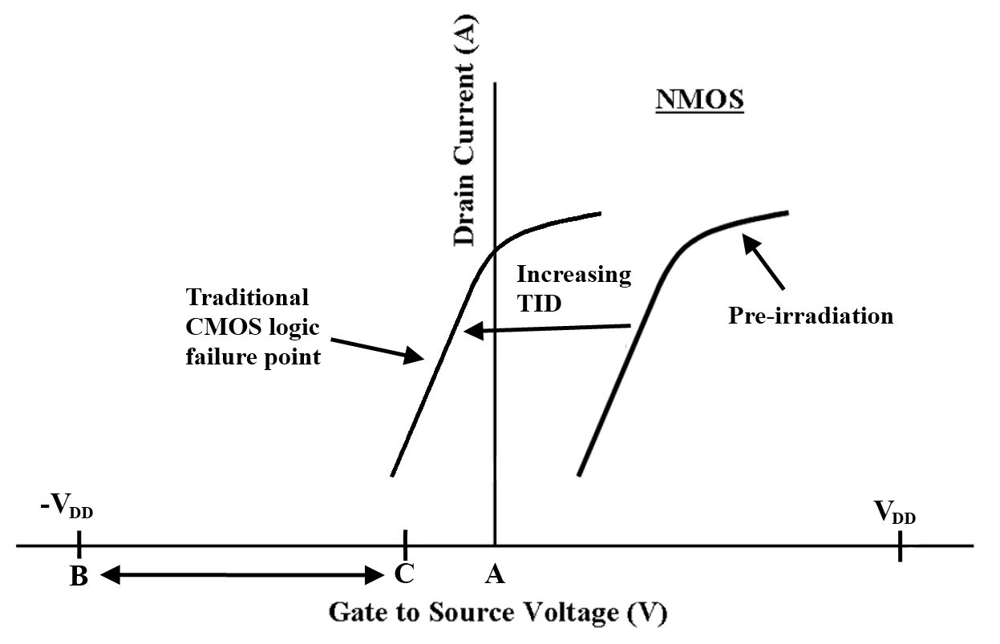 Drain Current (A)
NMOS
Increasing
TID
Traditional
CMOS logic
failure point
Pre-irradiation
-VDD
VDD
B
C
A
Gate to Source Voltage (V)